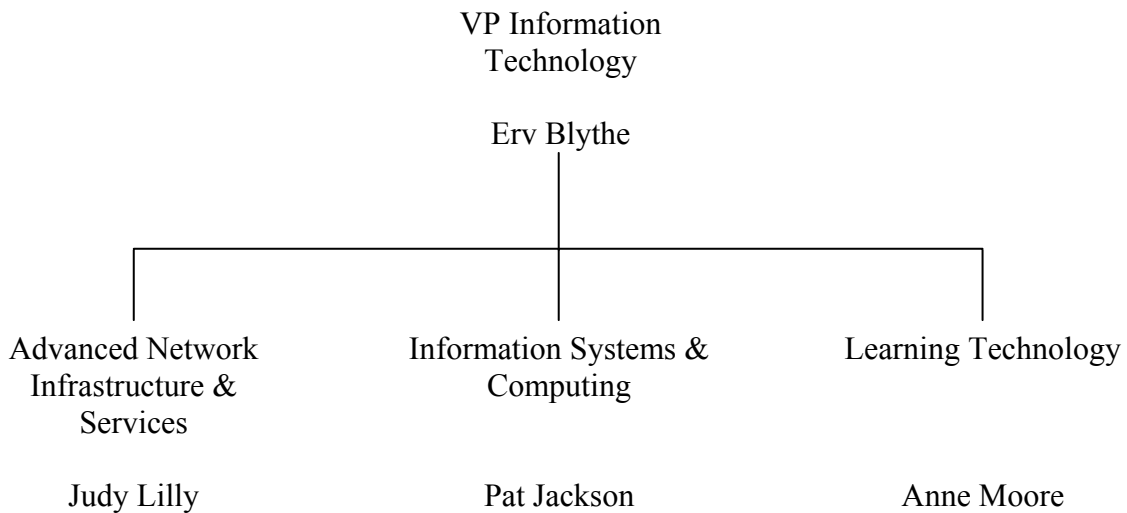 VP Information
Technology
Erv Blythe
Advanced Network
Infrastructure &
Services
Judy Lilly
Information Systems &
Computing
Pat Jackson
Learning Technology
Anne Moore